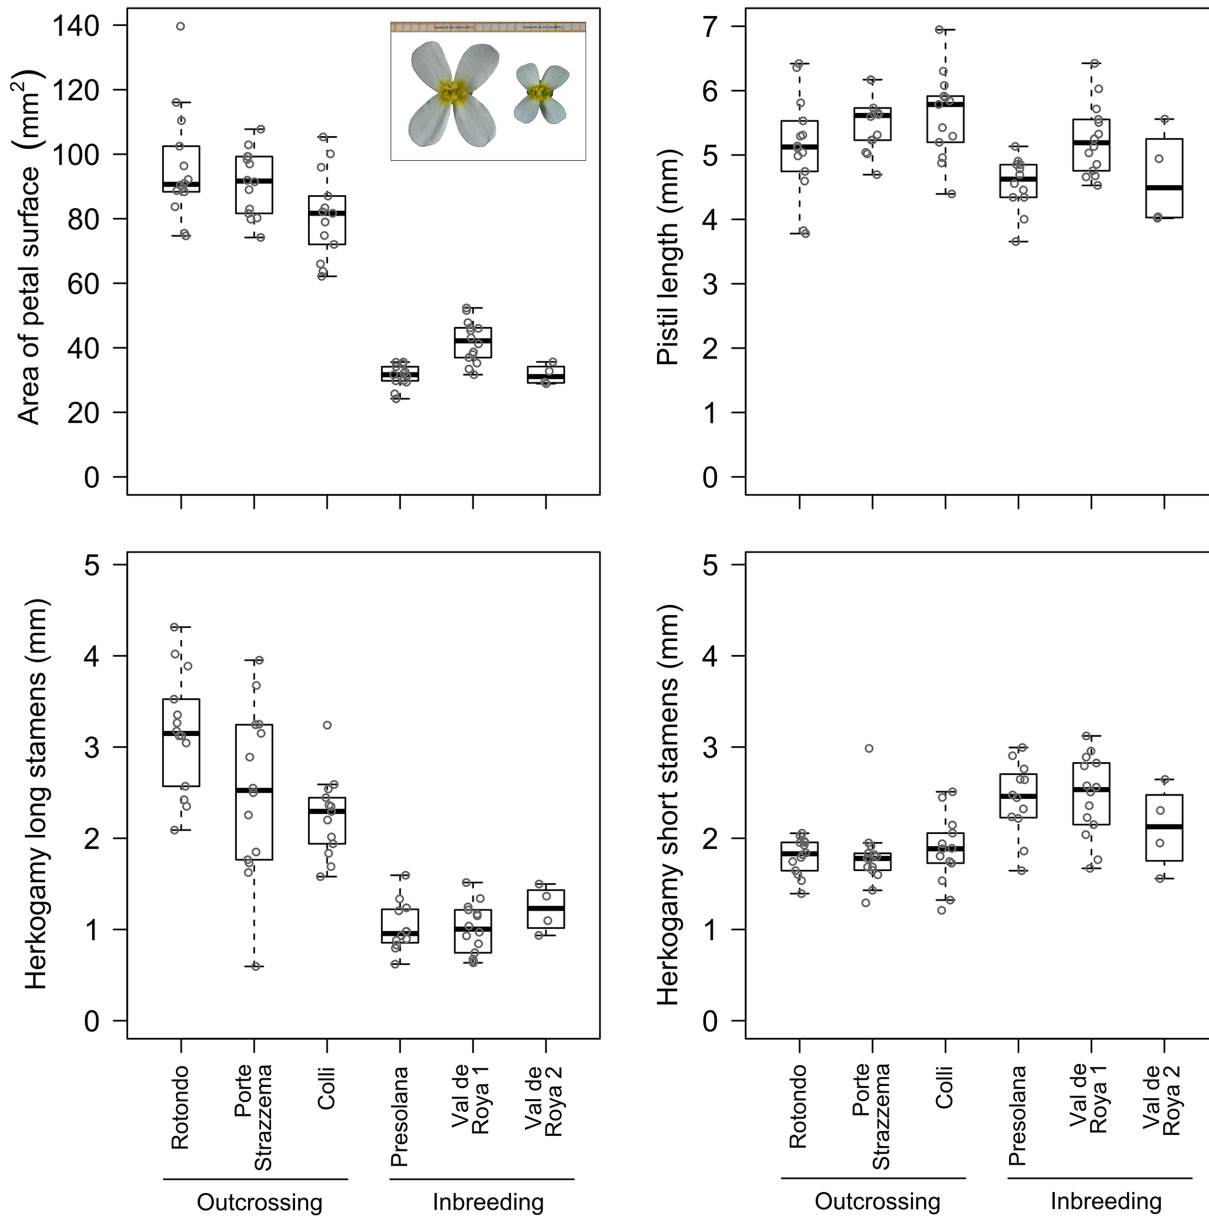 Area of petal surface (mm2)
140
120
100
80
60
40
20
0
Pistil length (mm)
7
6
5
4
3
2
1
0
Herkogamy long stamens (mm)
5
4
3
2
1
0
Herkogamy short stamens (mm)
5
4
3
2
1
0
Rotondo
Porte
Strazzema
Colli
Presolana
Val de
Roya 1
Val de
Roya 2
Outcrossing
Inbreeding
Rotondo
Porte
Strazzema
Colli
Presolana
Val de
Roya 1
Val de
Roya 2
Outcrossing
Inbreeding